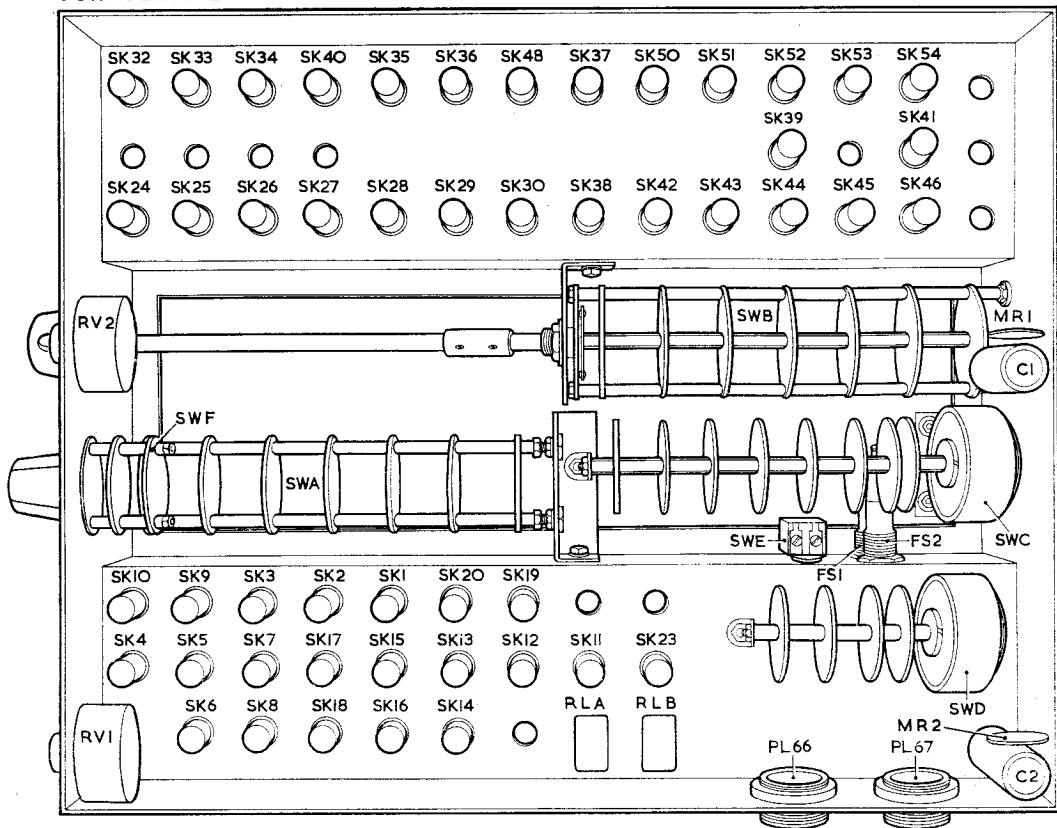 SK32 SK33 SK34 SK40 SK35 SK36 SK48 SK37 SK50 SK51 SK52 SK53 SK54
SK39 SK41
SK24 SK25 SK26 SK27 SK28 SK29 SK30 SK38 SK42 SK43 SK44 SK45 SK46
RV2
SWB
MR1
C1
SWF
SWA
SWE
FS1
FS2
SWC
SK10 SK9 SK3 SK2 SK1 SK20 SK19
SK4 SK5 SK7 SK17 SK15 SK13 SK12 SK11 SK23
SK6 SK8 SK18 SK16 SK14 RLA RLB
SWD
RV1
MR2
PL66 PL67
C2